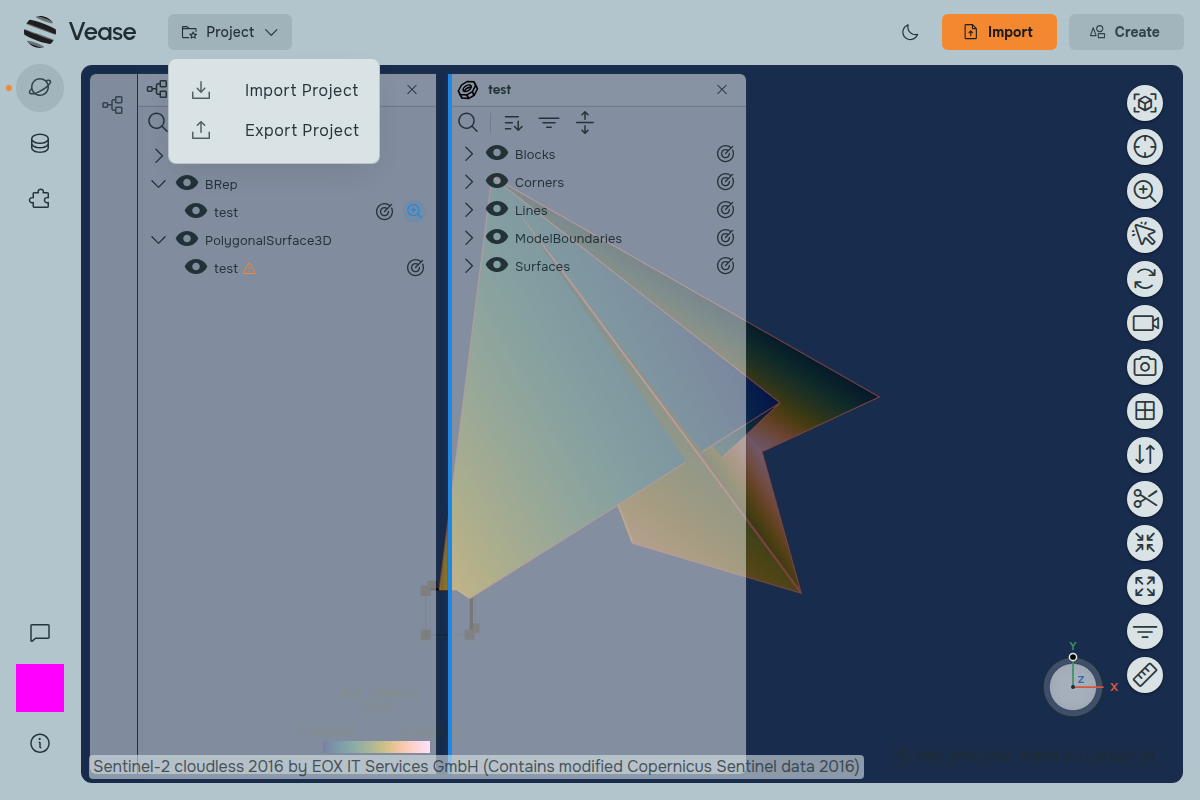 Vease
Project
Import
Create
Import Project
Export Project
BRep
test
PolygonalSurface3D
test
test
Blocks
Corners
Lines
ModelBoundaries
Surfaces
Y
Z
X
Sentinel-2 cloudless 2016 by EOX IT Services GmbH (Contains modified Copernicus Sentinel data 2016)